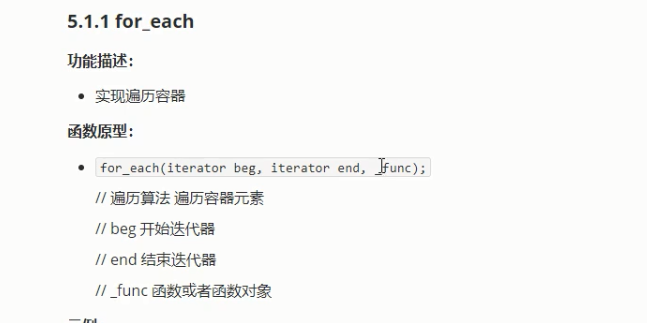 5.1.1 for_each
功能描述：
实现遍历容器
函数原型：
for_each(iterator beg, iterator end, _func);
// 遍历算法 遍历容器元素
// beg 开始迭代器
// end 结束迭代器
// _func 函数或者函数对象